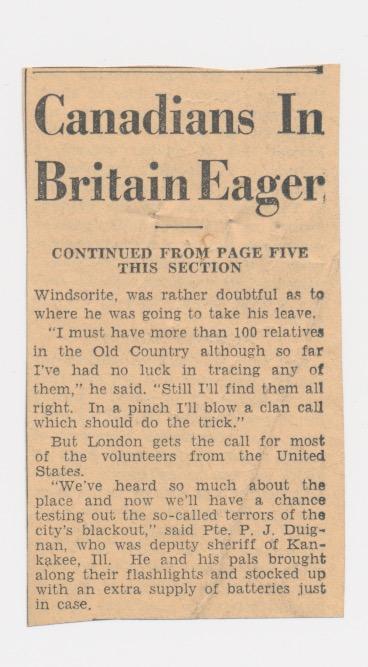 Canadians In
Britain Eager
CONTINUED FROM PAGE FIVE
THIS SECTION
Windsorite, was rather doubtful as to
where he was going to take his leave.
"I must have more than 100 relatives
in the Old Country although so far
I've had no luck in tracing any of
them," he said. "Still I'll find them all
right. In a pinch I'll blow a clan call
which should do the trick."
But London gets the call for most
of the volunteers from the United
States.
"We've heard so much about the
place and now we'll have a chance
testing out the so-called terrors of the
city's blackout," said Pte. P. J. Duig-
nan, who was deputy sheriff of Kan-
kakee, Ill. He and his pals brought
along their flashlights and stocked up
with an extra supply of batteries just
in case.